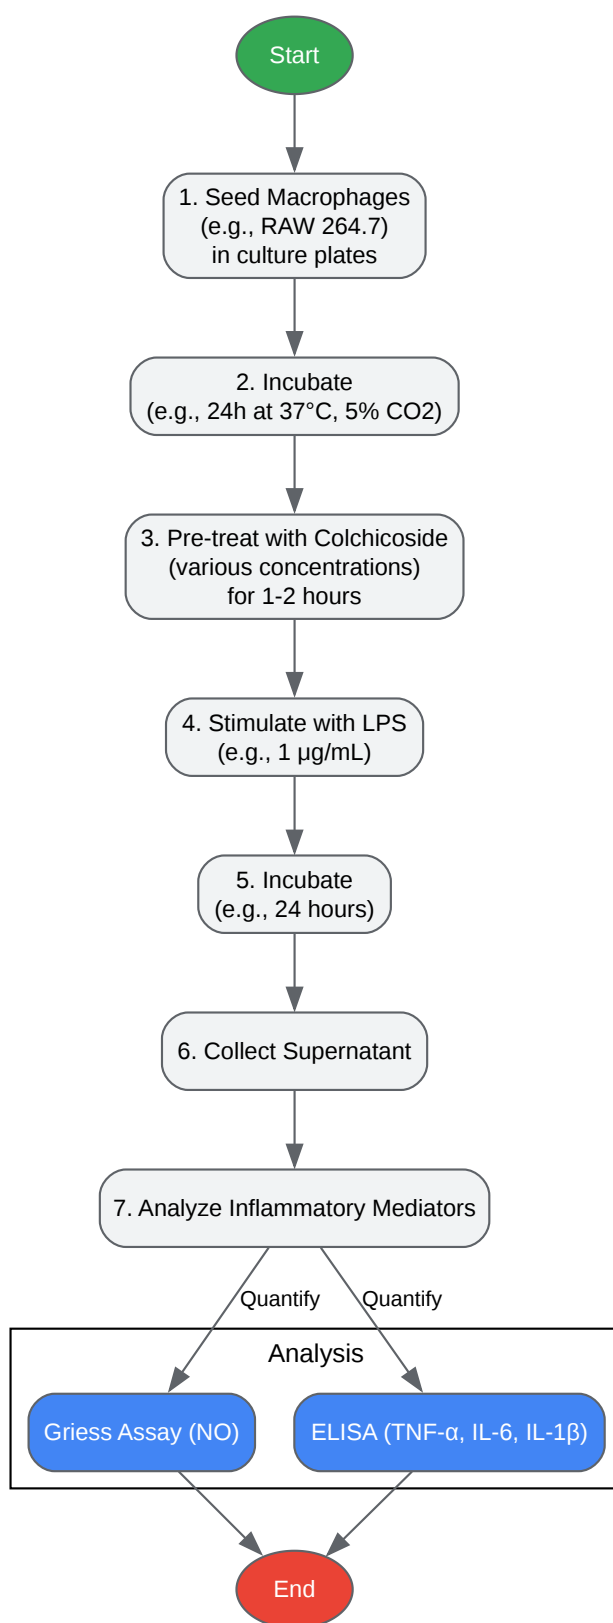 Start
1. Seed Macrophages
(e.g., RAW 264.7)
in culture plates
2. Incubate
(e.g., 24h at 37°C, 5% CO2)
3. Pre-treat with Colchicoside
(various concentrations)
for 1-2 hours
4. Stimulate with LPS
(e.g., 1 μg/mL)
5. Incubate
(e.g., 24 hours)
6. Collect Supernatant
7. Analyze Inflammatory Mediators
Quantify
Quantify
Analysis
Griess Assay (NO)
ELISA (TNF-α, IL-6, IL-1β)
End